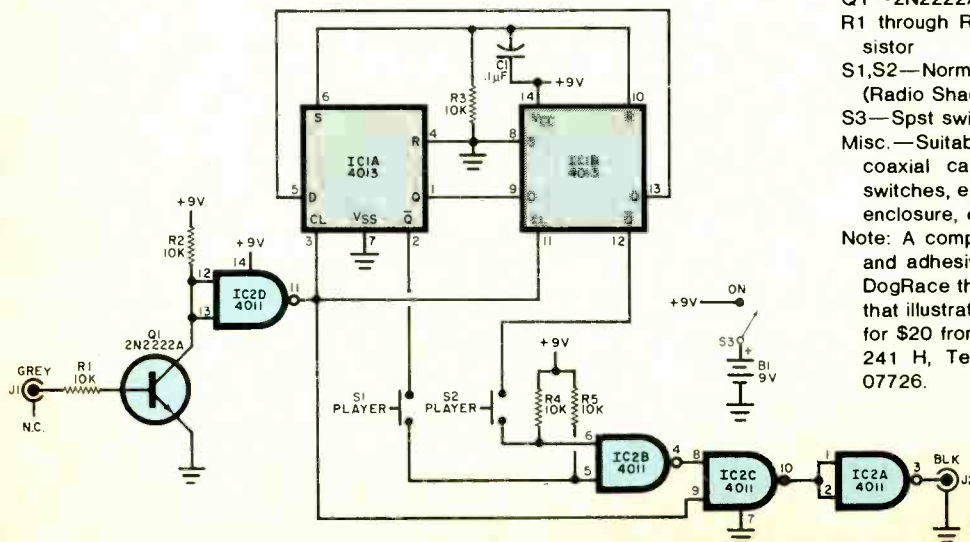 Q1—2N2222A
R1 through R
sistor
S1,S2—Norm
(Radio Shac
S3—Spst swi
Misc.—Suitab
coaxial ca
switches, e
enclosure, e
Note: A comp
and adhesiv
DogRace th
that illustrat
for $20 from
241 H, Te
07726.
C1
.1µF
+9V
6
14
10
R3
10K
S
VCC
R
R
4
8
S
IC1A
4013
IC1B
4013
5
D
Q
1
9
D
Q
13
CL
VSS
Q
CL
Q
3
7
2
11
12
+9V
R2
10K
+9V
14
12
13
IC2D
4011
11
Q1
2N2222A
GREY
J1
R1
10K
N.C.
ON
+9V
S3
+
B1
9V
+9V
S1
PLAYER
S2
PLAYER
R4
10K
R5
10K
6
5
IC2B
4011
4
8
9
IC2C
4011
10
7
1
2
IC2A
4011
3
BLK
J2